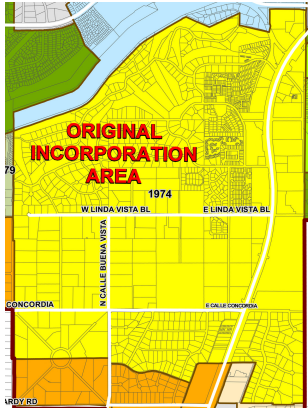 ORIGINAL
INCORPORATION
AREA
79
1974
W LINDA VISTA BL
E LINDA VISTA BL
N CALLE BUENA VISTA
CONCORDIA
E CALLE CONCORDIA
ARDY RD